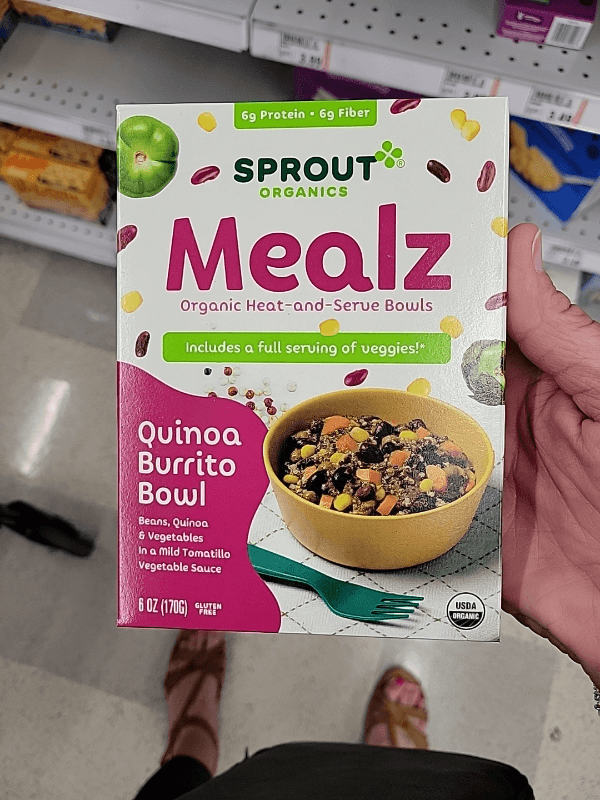 6g Protein • 6g Fiber
SPROUT®
ORGANICS
Mealz
Organic Heat-and-Serve Bowls
Includes a full serving of veggies!*
Quinoa
Burrito
Bowl
Beans, Quinoa
& Vegetables
In a Mild Tomatillo
Vegetable Sauce
6 OZ (170G)
GLUTEN
FREE
USDA
ORGANIC